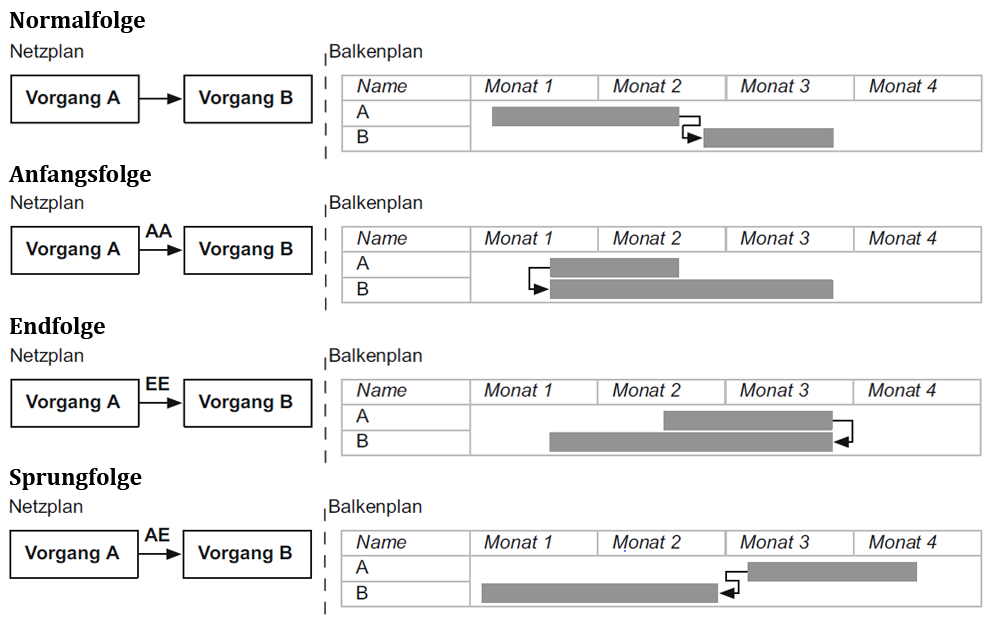 Normalfolge
Netzplan Balkenplan
Vorgang A Vorgang B
Name Monat 1 Monat 2 Monat 3 Monat 4
A
B
Anfangsfolge
Netzplan Balkenplan
AA
Vorgang A Vorgang B
Name Monat 1 Monat 2 Monat 3 Monat 4
A
B
Endfolge
Netzplan Balkenplan
EE
Vorgang A Vorgang B
Name Monat 1 Monat 2 Monat 3 Monat 4
A
B
Sprungfolge
Netzplan Balkenplan
AE
Vorgang A Vorgang B
Name Monat 1 Monat 2 Monat 3 Monat 4
A
B